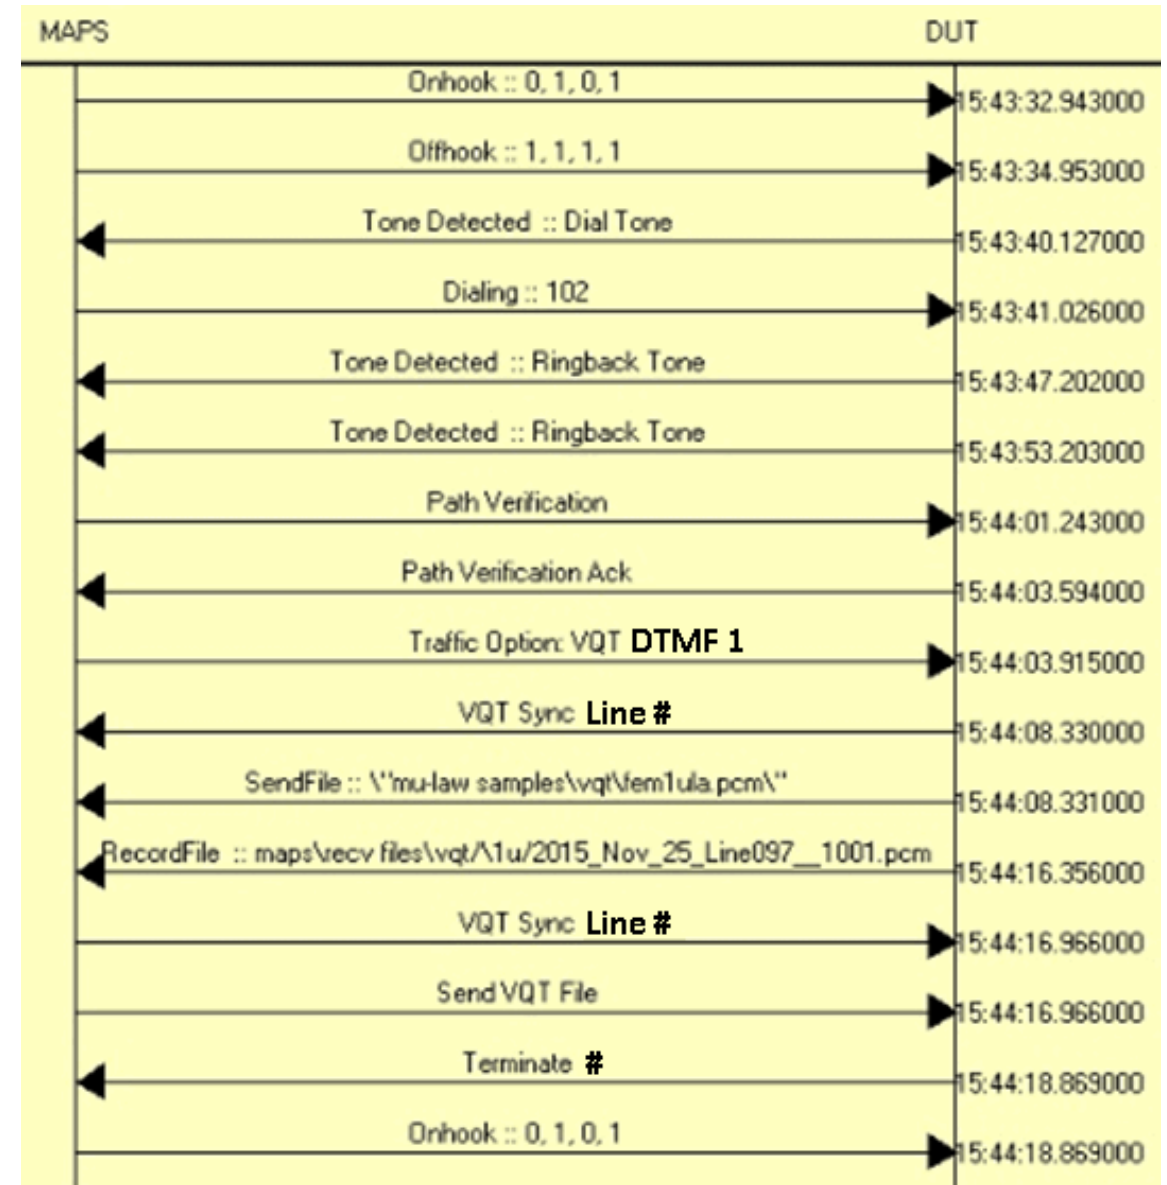 MAPS DUT
Onhook :: 0, 1, 0, 1
15:43:32.943000
Offhook :: 1, 1, 1, 1
15:43:34.953000
Tone Detected :: Dial Tone
15:43:40.127000
Dialing :: 102
15:43:41.026000
Tone Detected :: Ringback Tone
15:43:47.202000
Tone Detected :: Ringback Tone
15:43:53.203000
Path Verification
15:44:01.243000
Path Verification Ack
15:44:03.594000
Traffic Option: VQT DTMF 1
15:44:03.915000
VQT Sync Line #
15:44:08.330000
SendFile :: \"mu-law samples\vqt\fem1ula.pcm\"
15:44:08.331000
RecordFile :: maps\recv files\vqt/\1u/2015_Nov_25_Line097__1001.pcm
15:44:16.356000
VQT Sync Line #
15:44:16.966000
Send VQT File
15:44:16.966000
Terminate #
15:44:18.869000
Onhook :: 0, 1, 0, 1
15:44:18.869000